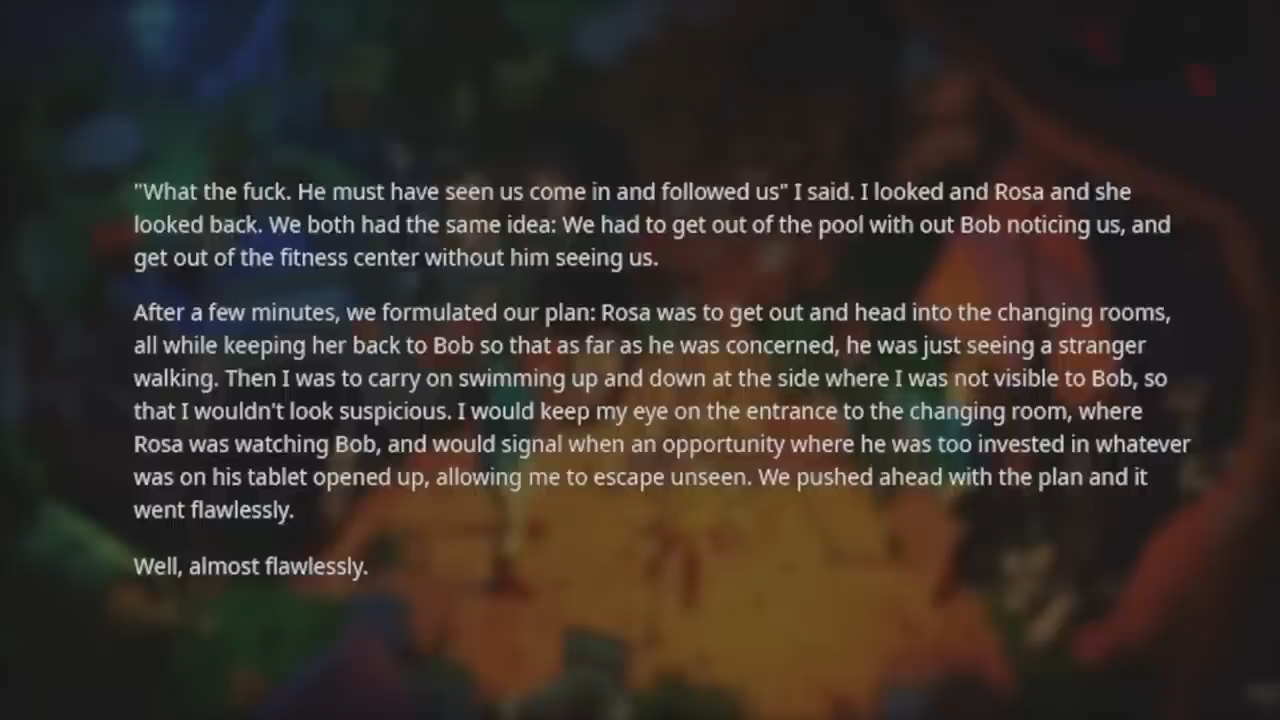 "What the fuck. He must have seen us come in and followed us" I said. I looked and Rosa and she
looked back. We both had the same idea: We had to get out of the pool with out Bob noticing us, and
get out of the fitness center without him seeing us.
After a few minutes, we formulated our plan: Rosa was to get out and head into the changing rooms,
all while keeping her back to Bob so that as far as he was concerned, he was just seeing a stranger
walking. Then I was to carry on swimming up and down at the side where I was not visible to Bob, so
that I wouldn't look suspicious. I would keep my eye on the entrance to the changing room, where
Rosa was watching Bob, and would signal when an opportunity where he was too invested in whatever
was on his tablet opened up, allowing me to escape unseen. We pushed ahead with the plan and it
went flawlessly.
Well, almost flawlessly.